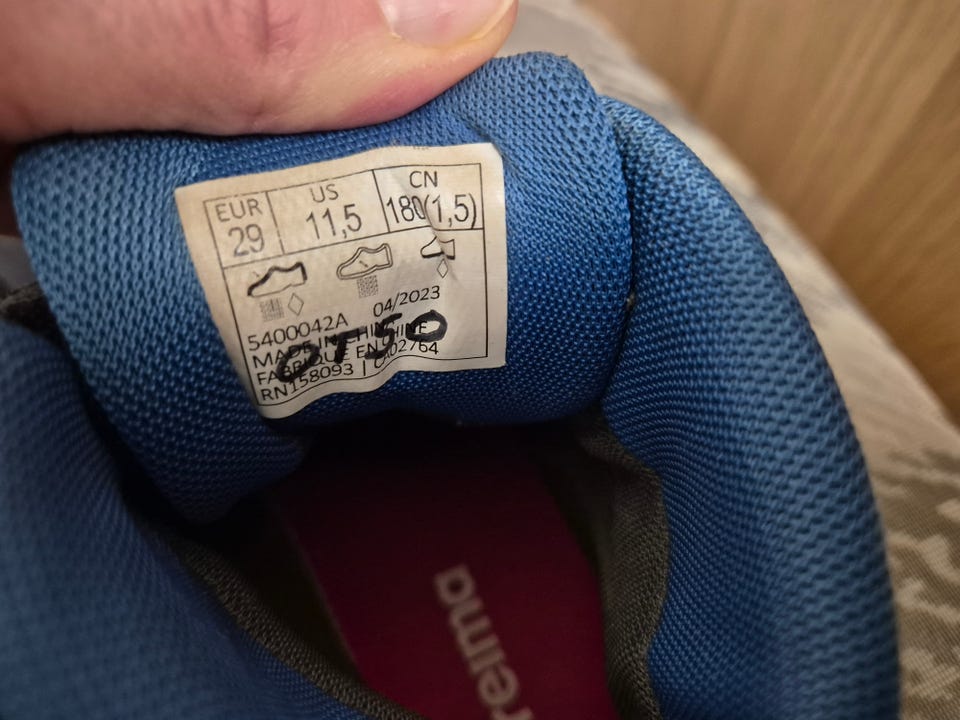 EUR US CN
29 11,5 180(1,5)
5400042A 04/2023
MADE IN CHINA
FABRIQUE EN CHINE
RN158093 | CA02764
OTSO
reima